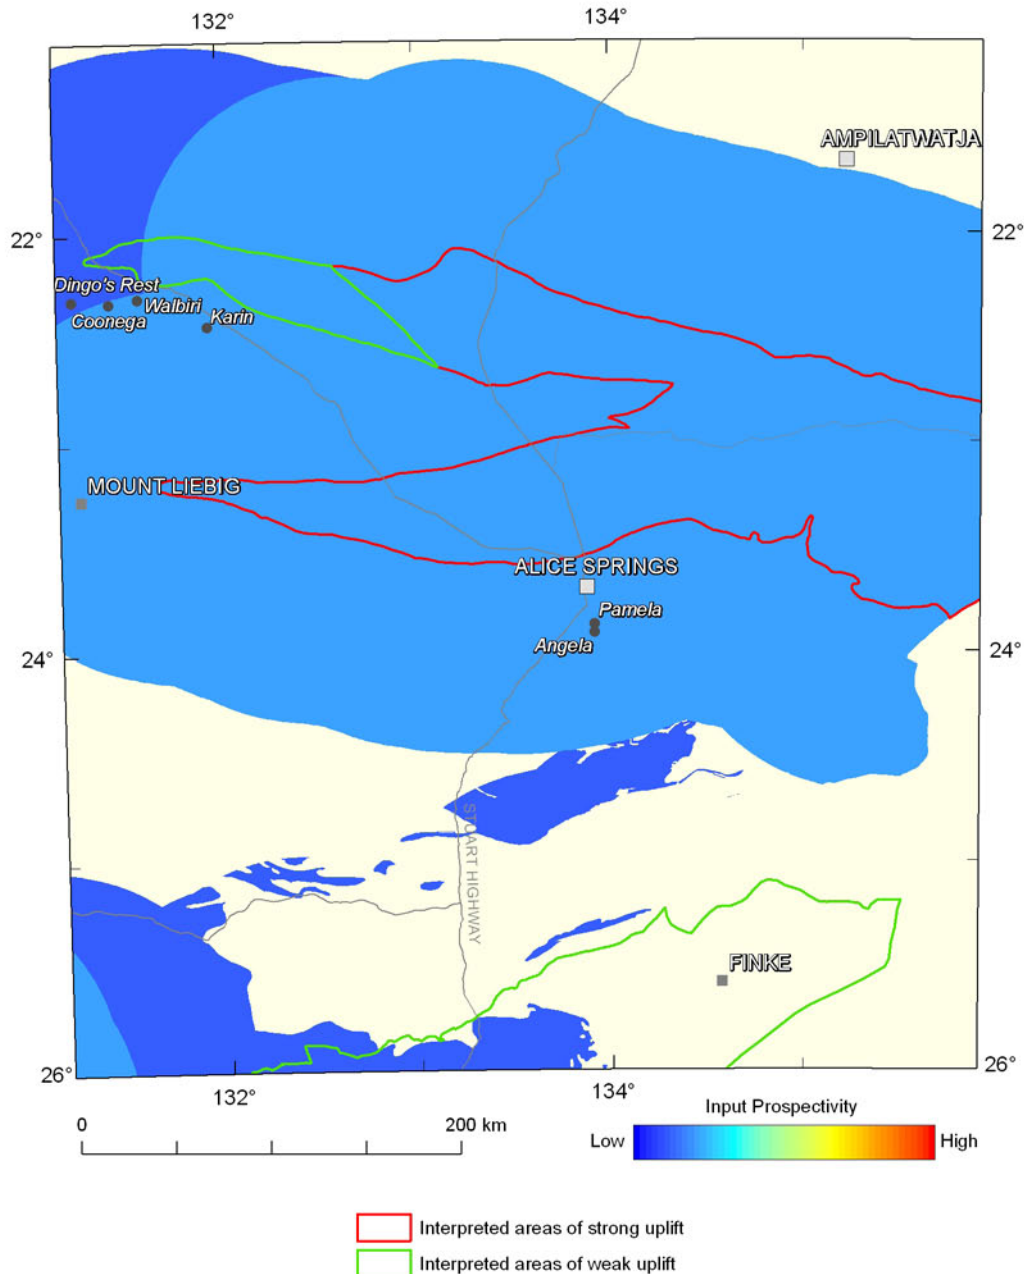 132°
134°
AMPILATWATJA
22°
22°
Dingo's Rest
Walbiri
Coonega
Karin
MOUNT LIEBIG
ALICE SPRINGS
Pamela
Angela
24°
24°
STUART HIGHWAY
FINKE
26°
26°
132°
134°
Input Prospectivity
0
200 km
Low
High
Interpreted areas of strong uplift
Interpreted areas of weak uplift